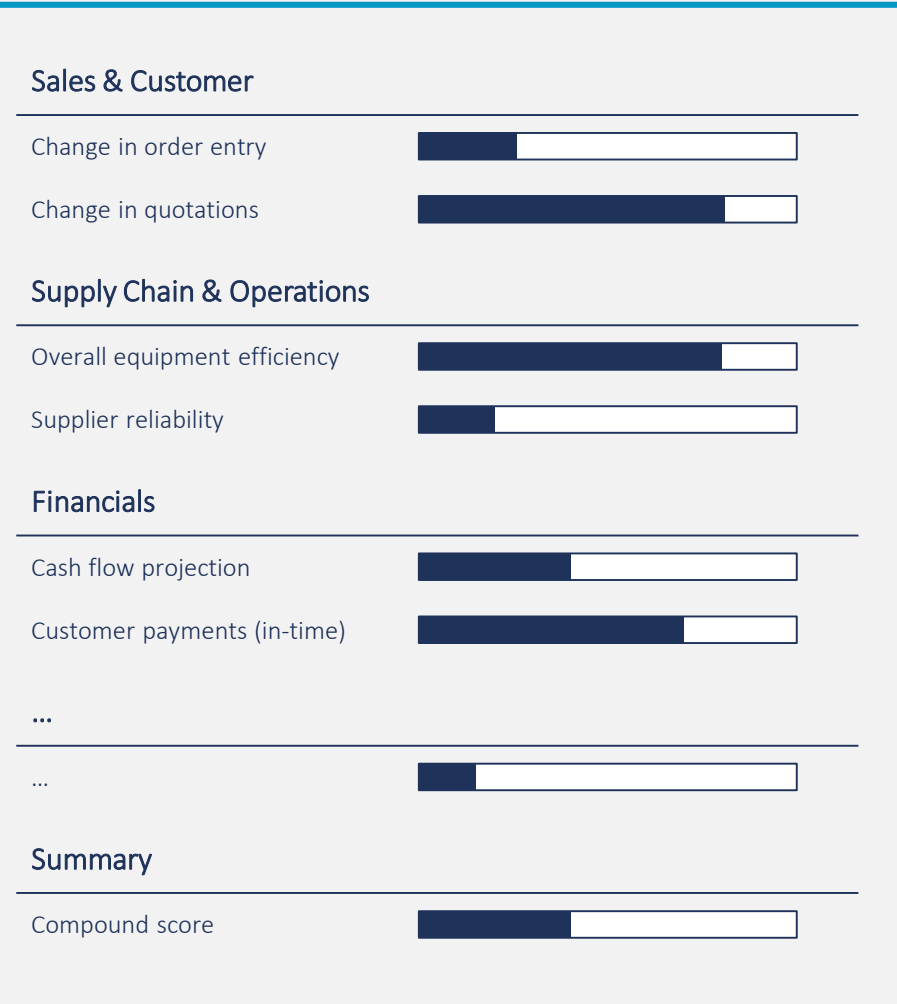 Sales & Customer
Change in order entry
Change in quotations
Supply Chain & Operations
Overall equipment efficiency
Supplier reliability
Financials
Cash flow projection
Customer payments (in-time)
...
...
Summary
Compound score